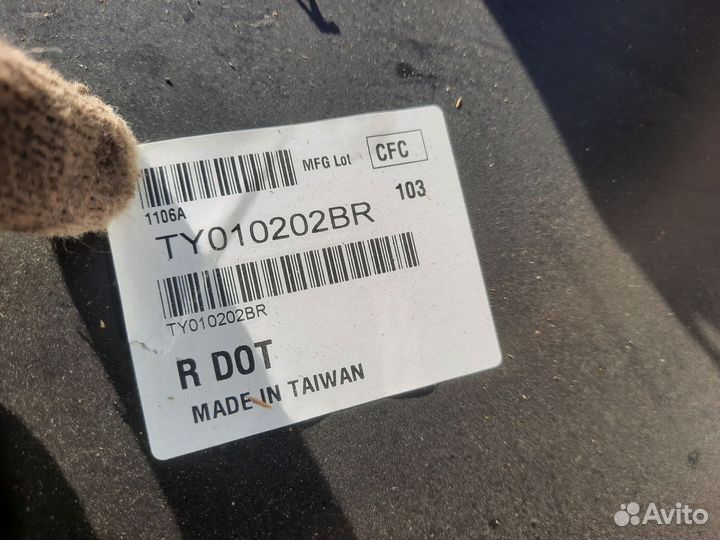 MFG Lot CFC
1106A 103
TY010202BR
TY010202BR
R DOT
MADE IN TAIWAN
Avito